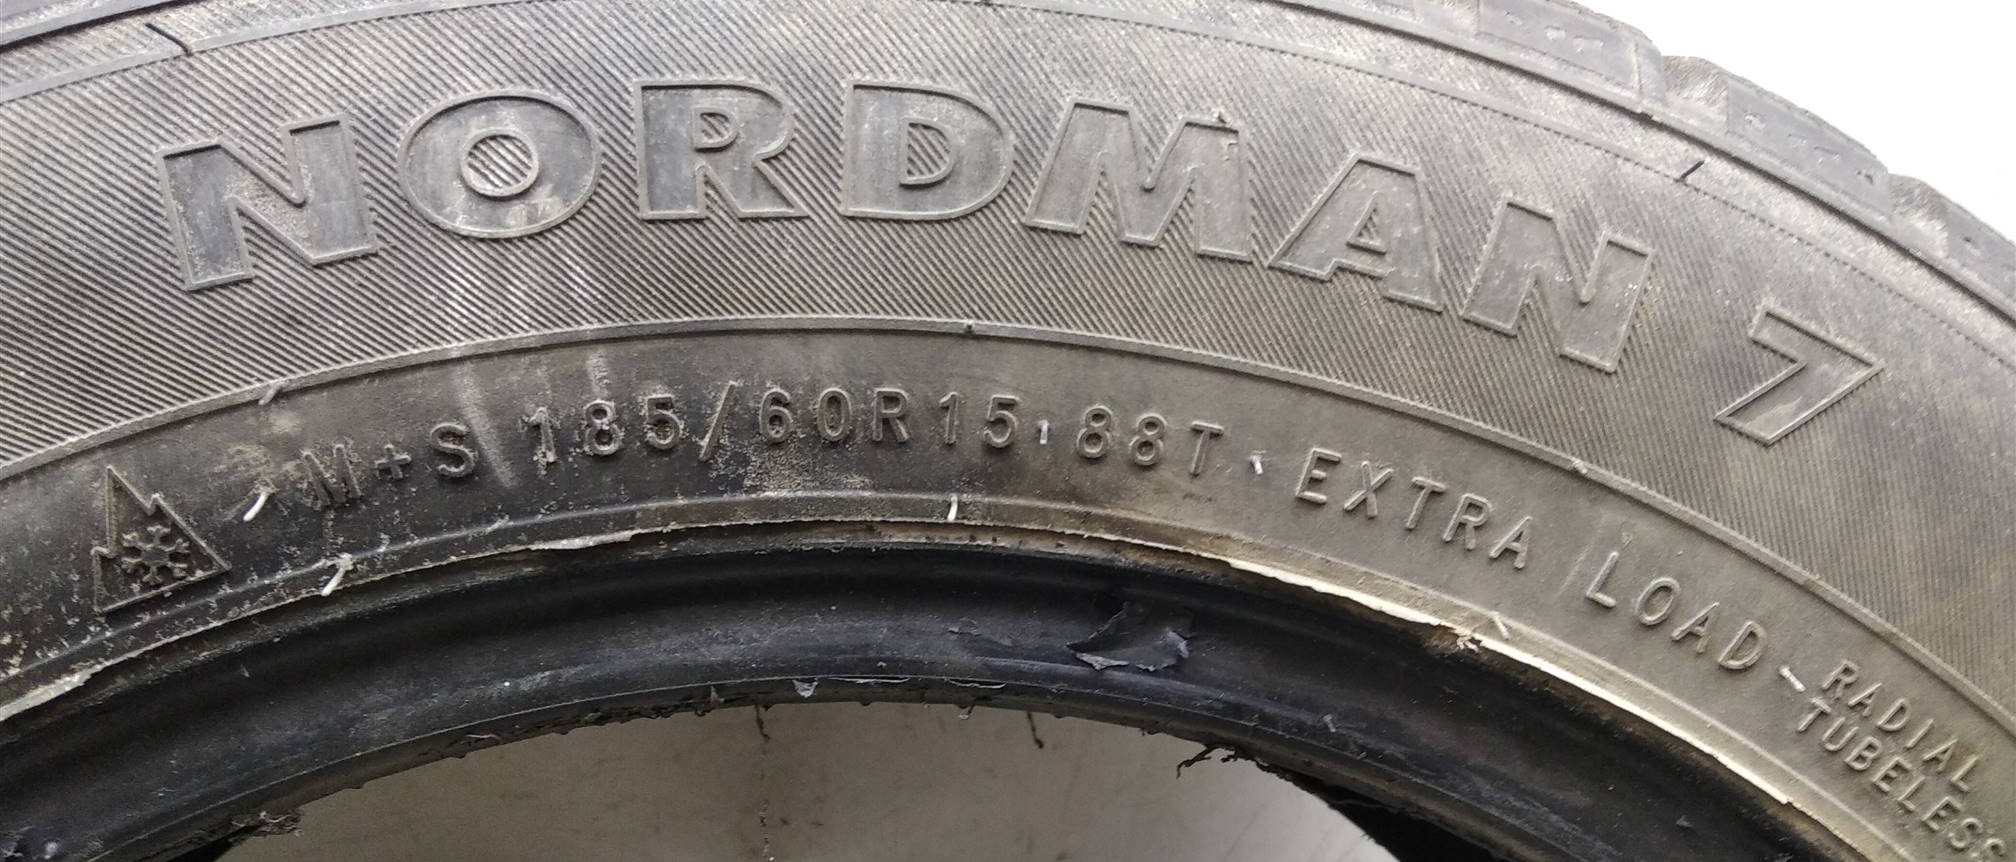 NORDMAN 7
M+S 185/60R15 88T EXTRA LOAD
RADIAL
TUBELESS